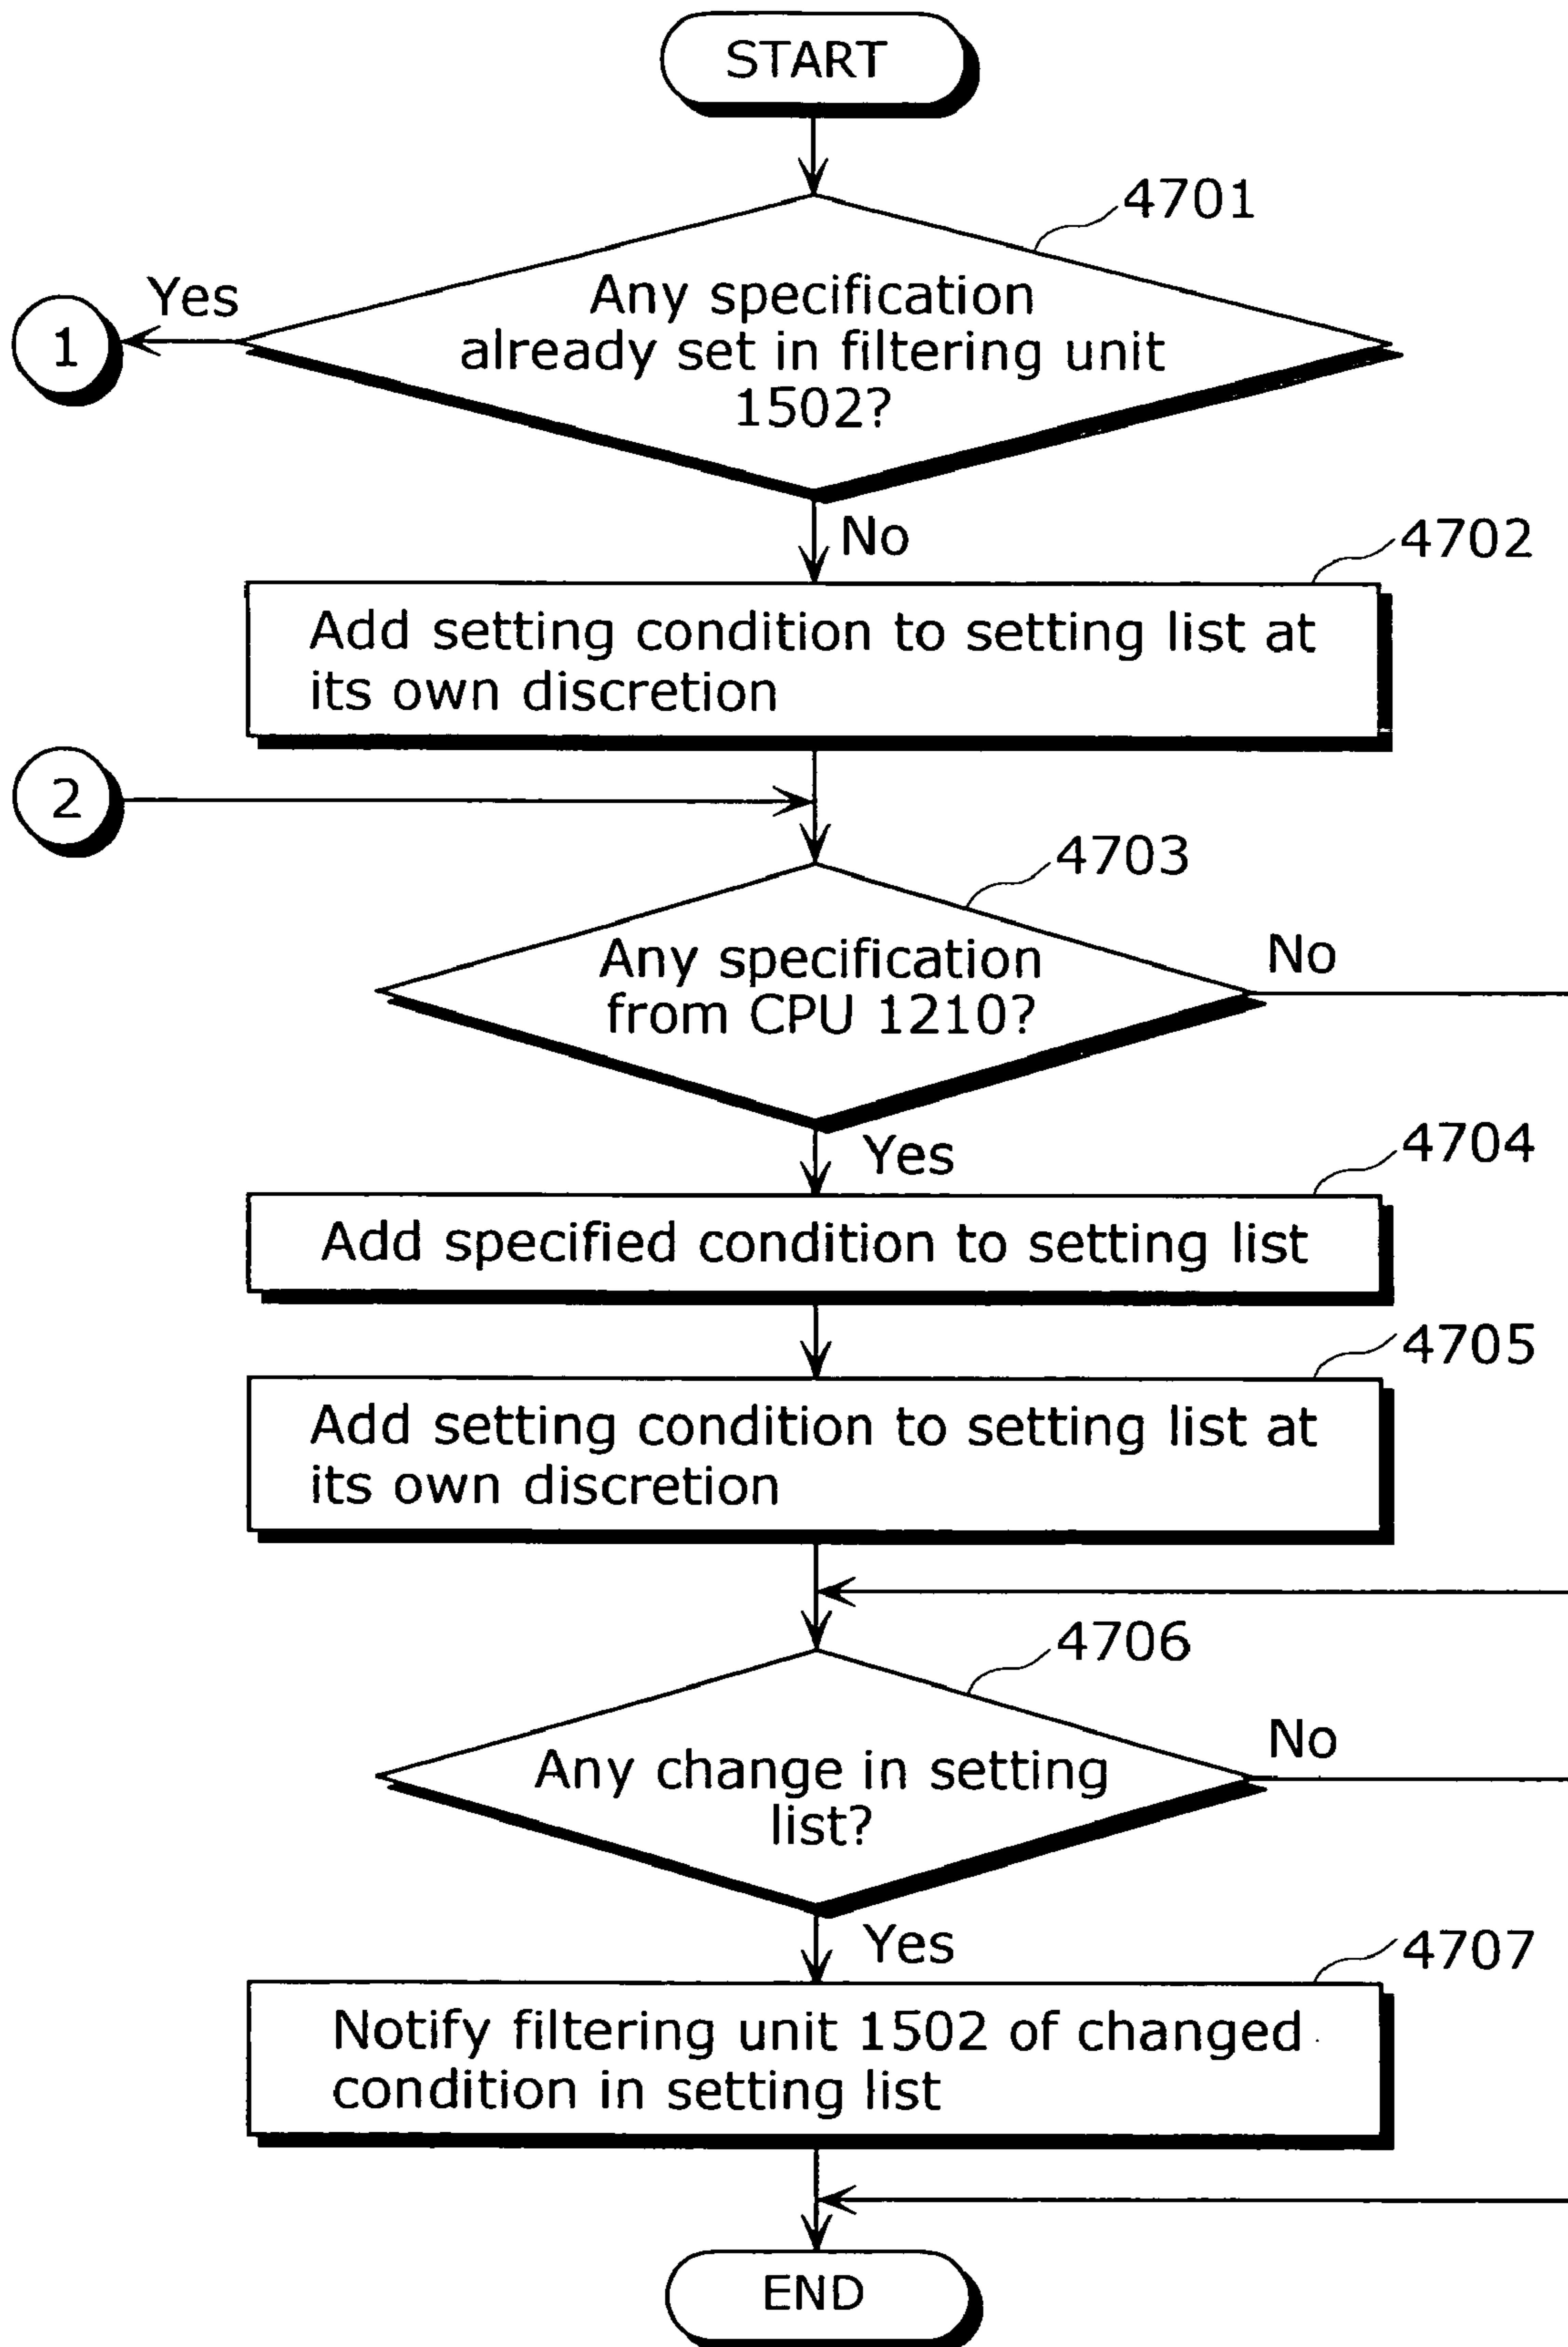 START
4701
Yes
1
Any specification
already set in filtering unit
1502?
No
4702
Add setting condition to setting list at
its own discretion
2
4703
Any specification
from CPU 1210?
No
Yes
4704
Add specified condition to setting list
4705
Add setting condition to setting list at
its own discretion
4706
Any change in setting
list?
No
Yes
4707
Notify filtering unit 1502 of changed
condition in setting list
END